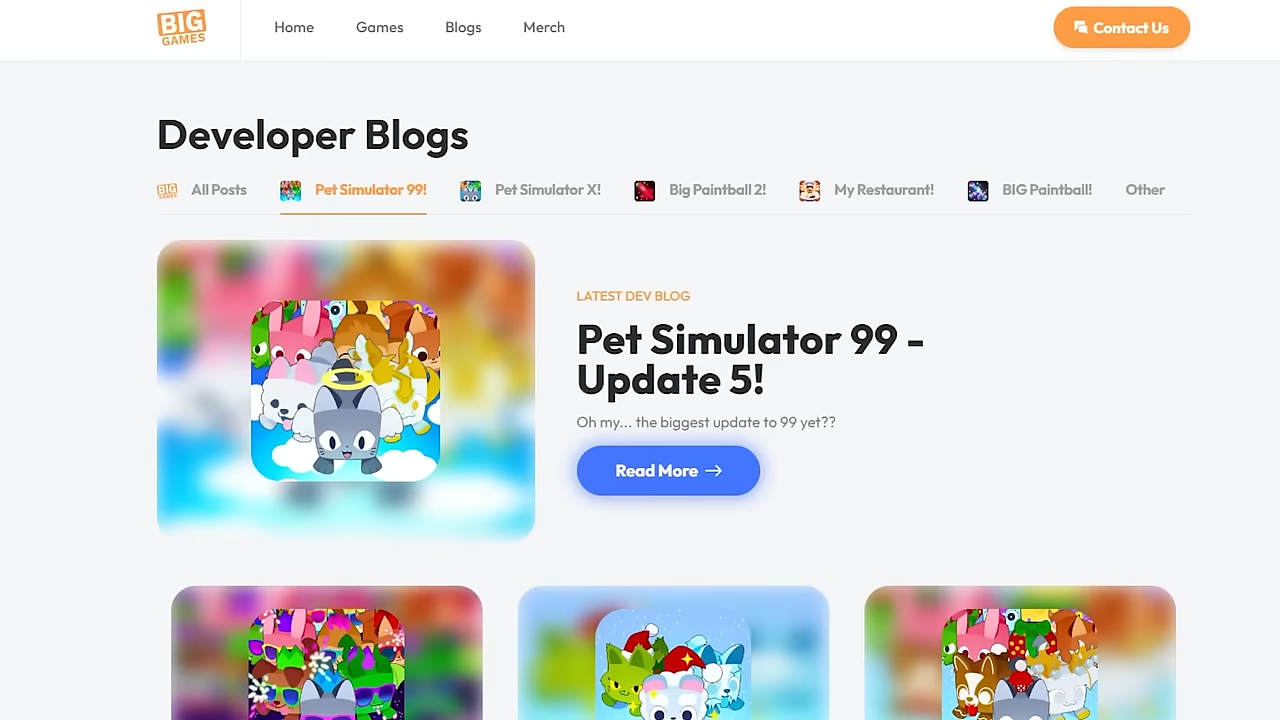 BIG
GAMES
Home
Games
Blogs
Merch
Contact Us
Developer Blogs
BIG
GAMES
All Posts
Pet Simulator 99!
Pet Simulator X!
Big Paintball 2!
My Restaurant!
BIG Paintball!
Other
LATEST DEV BLOG
Pet Simulator 99 -
Update 5!
Oh my... the biggest update to 99 yet??
Read More →